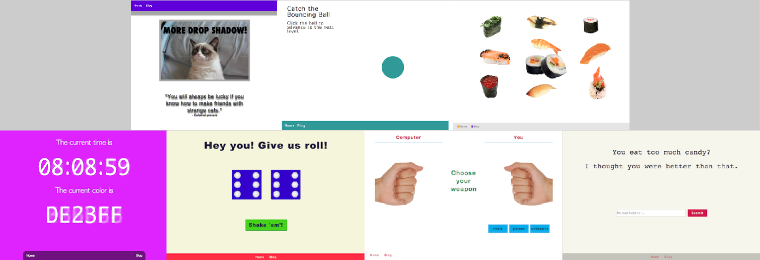 Home Blog
MORE DROP SHADOW!
"You will always be lucky if you
know how to make friends with
strange cats."
- Colonial proverb
Catch the
Bouncing Ball
Click the ball to
advance to the next
level
Home Blog
Home Blog
The current time is
08:08:59
The current color is
DE23FF
Home Blog
Hey you! Give us roll!
Shake 'em!!
Home Blog
Computer
You
Choose
your
weapon
Home Blog
You eat too much candy?
I thought you were better than that…
Submit
Home Blog